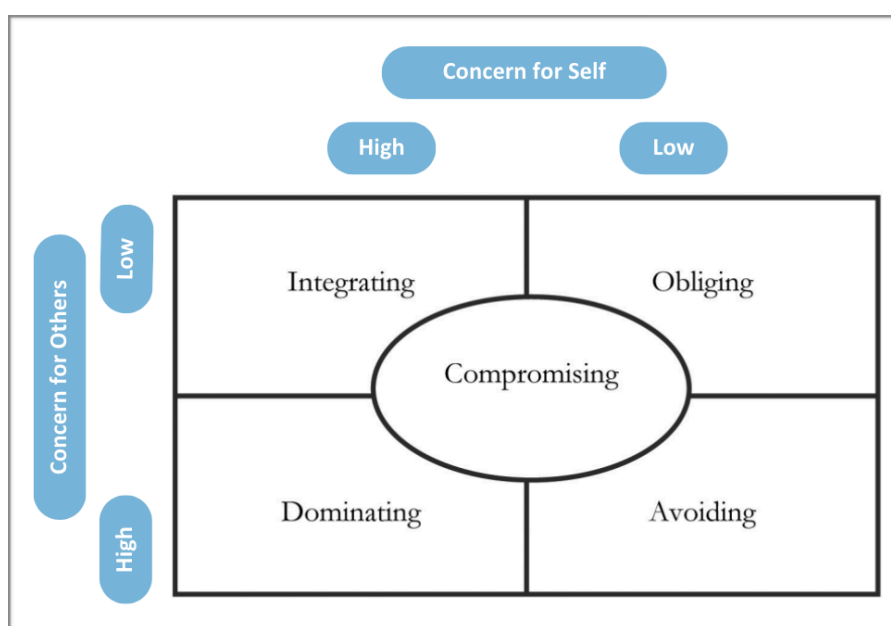 Concern for Self
High
Low
Concern for Others
Low
High
Integrating
Obliging
Compromising
Dominating
Avoiding